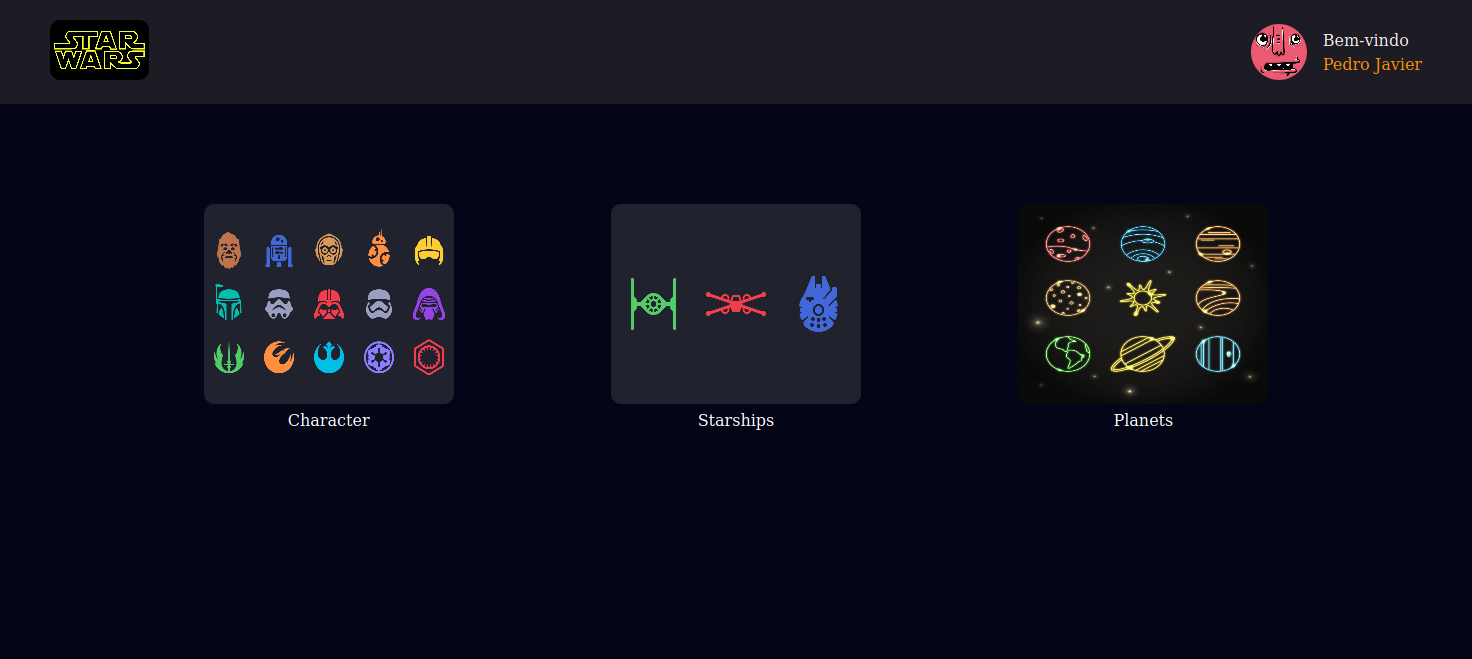 STAR
WARS
Bem-vindo
Pedro Javier
Character
Starships
Planets